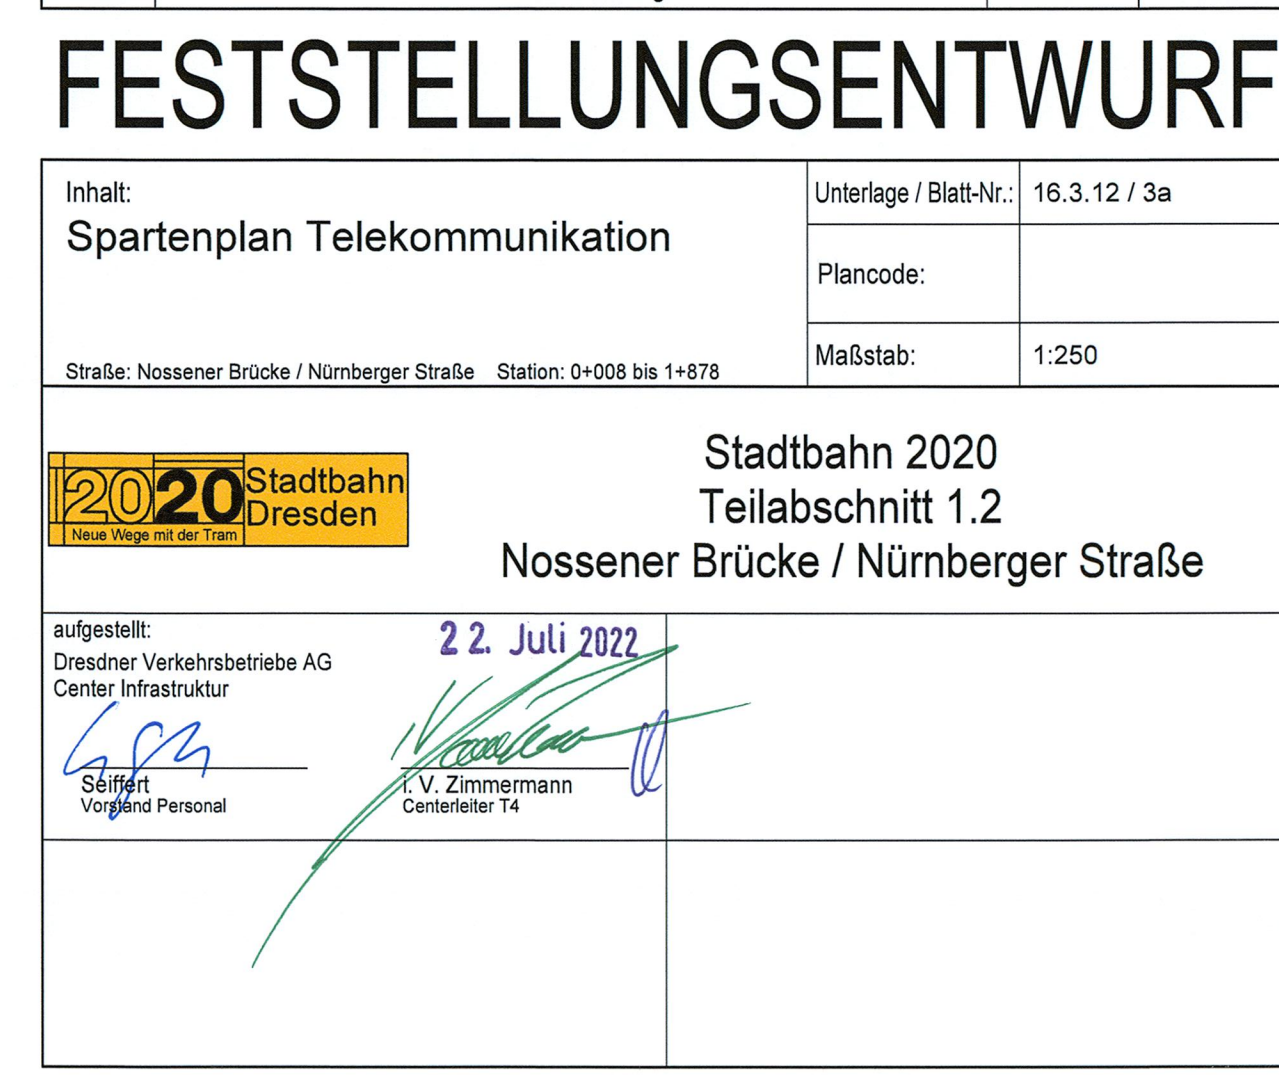 FESTSTELLUNGSENTWURF
Inhalt:
Spartenplan Telekommunikation
Straße: Nossener Brücke / Nürnberger Straße Station: 0+008 bis 1+878
Unterlage / Blatt-Nr.: 16.3.12 / 3a
Plancode:
Maßstab: 1:250
2020 Stadtbahn
Dresden
Neue Wege mit der Tram
Stadtbahn 2020
Teilabschnitt 1.2
Nossener Brücke / Nürnberger Straße
aufgestellt:
22. Juli 2022
Dresdner Verkehrsbetriebe AG
Center Infrastruktur
Seiffert
Vorstand Personal
i. V. Zimmermann
Centerleiter T4